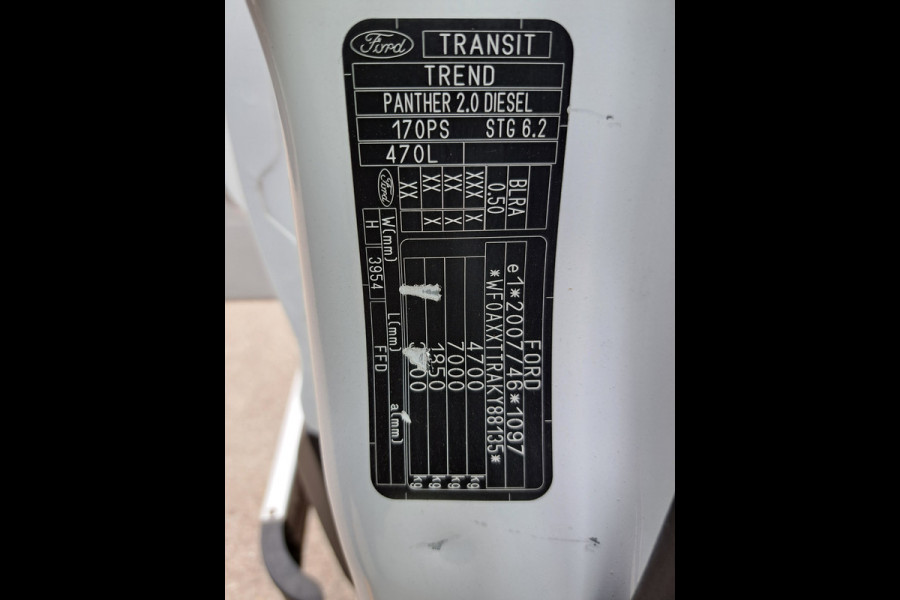 Ford TRANSIT
TREND
PANTHER 2.0 DIESEL
170PS STG 6.2
470L
Ford
BLRA
0.50
XXX X
XX X
XX X
XX
FORD
e1*2007/46*1097
4700 kg
7000 kg
1850 kg
kg
W(mm) L(mm) a(mm)
H 3954 FFD